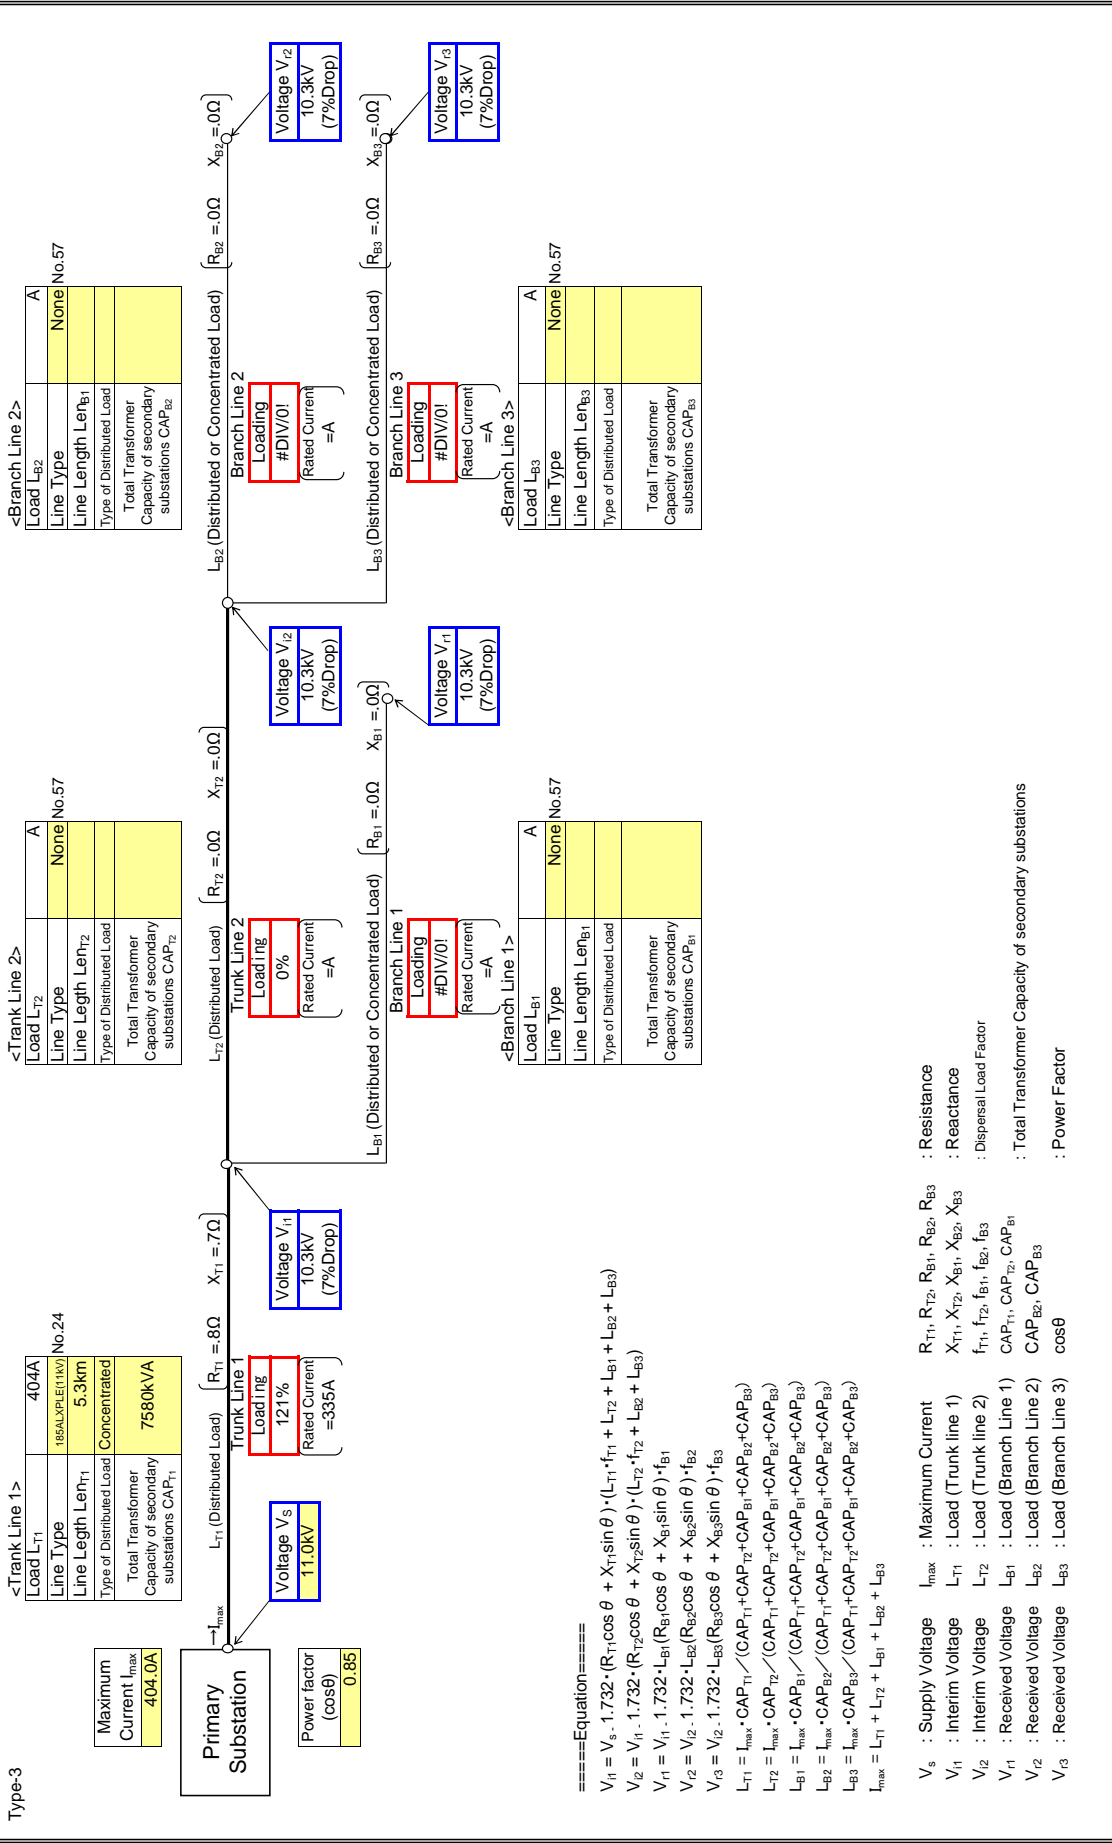 Type-3
Maximum
Current Imax
404.0A
Primary
Substation
Power factor
(cosθ)
0.85
→Imax
Voltage VS
11.0kV
<Trank Line 1>
Load LT1 404A
Line Type 185ALXPLE(11kV) No.24
Line Legth LenT1 5.3km
Type of Distributed Load Concentrated
Total Transformer
Capacity of secondary
substations CAPT1
7580kVA
LT1 (Distributed Load) RT1 =.8Ω XT1 =.7Ω
Trunk Line 1
Loading
121%
Rated Current
=335A
Voltage Vi1
10.3kV
(7%Drop)
<Trank Line 2>
Load LT2 A
Line Type None No.57
Line Length LenT2
Type of Distributed Load
Total Transformer
Capacity of secondary
substations CAPT2
LT2 (Distributed Load) RT2 =.0Ω XT2 =.0Ω
Trunk Line 2
Loading
0%
Rated Current
=A
Voltage Vi2
10.3kV
(7%Drop)
LB1 (Distributed or Concentrated Load) RB1 =.0Ω XB1 =.0Ω
Branch Line 1
Loading
#DIV/0!
Rated Current
=A
Voltage Vr1
10.3kV
(7%Drop)
<Branch Line 1>
Load LB1 A
Line Type None No.57
Line Length LenB1
Type of Distributed Load
Total Transformer
Capacity of secondary
substations CAPB1
<Branch Line 2>
Load LB2 A
Line Type None No.57
Line Length LenB1
Type of Distributed Load
Total Transformer
Capacity of secondary
substations CAPB2
LB2 (Distributed or Concentrated Load) RB2 =.0Ω XB2 =.0Ω
Branch Line 2
Loading
#DIV/0!
Rated Current
=A
Voltage Vr2
10.3kV
(7%Drop)
LB3 (Distributed or Concentrated Load) RB3 =.0Ω XB3 =.0Ω
Branch Line 3
Loading
#DIV/0!
Rated Current
=A
Voltage Vr3
10.3kV
(7%Drop)
<Branch Line 3>
Load LB3 A
Line Type None No.57
Line Length LenB3
Type of Distributed Load
Total Transformer
Capacity of secondary
substations CAPB3
=====Equation=====
Vi1 = Vs - 1.732・(RT1cos θ + XT1sin θ)・(LT1・fT1 + LT2 + LB1 + LB2 + LB3)
Vi2 = Vi1 - 1.732・(RT2cos θ + XT2sin θ)・(LT2・fT2 + LB2 + LB3)
Vr1 = Vi1 - 1.732・LB1(RB1cos θ + XB1sin θ)・fB1
Vr2 = Vi2 - 1.732・LB2(RB2cos θ + XB2sin θ)・fB2
Vr3 = Vi2 - 1.732・LB3(RB3cos θ + XB3sin θ)・fB3
LT1 = Imax・CAPT1／(CAPT1+CAPT2+CAPB1+CAPB2+CAPB3)
LT2 = Imax・CAPT2／(CAPT1+CAPT2+CAPB1+CAPB2+CAPB3)
LB1 = Imax・CAPB1／(CAPT1+CAPT2+CAPB1+CAPB2+CAPB3)
LB2 = Imax・CAPB2／(CAPT1+CAPT2+CAPB1+CAPB2+CAPB3)
LB3 = Imax・CAPB3／(CAPT1+CAPT2+CAPB1+CAPB2+CAPB3)
Imax = LT1 + LT2 + LB1 + LB2 + LB3
Vs : Supply Voltage Imax : Maximum Current RT1, RT2, RB1, RB2, RB3 : Resistance
Vi1 : Interim Voltage LT1 : Load (Trunk line 1) XT1, XT2, XB1, XB2, XB3 : Reactance
Vi2 : Interim Voltage LT2 : Load (Trunk line 2) fT1, fT2, fB1, fB2, fB3 : Dispersal Load Factor
Vr1 : Received Voltage LB1 : Load (Branch Line 1) CAPT1, CAPT2, CAPB1 : Total Transformer Capacity of secondary substations
Vr2 : Received Voltage LB2 : Load (Branch Line 2) CAPB2, CAPB3
Vr3 : Received Voltage LB3 : Load (Branch Line 3) cosθ : Power Factor